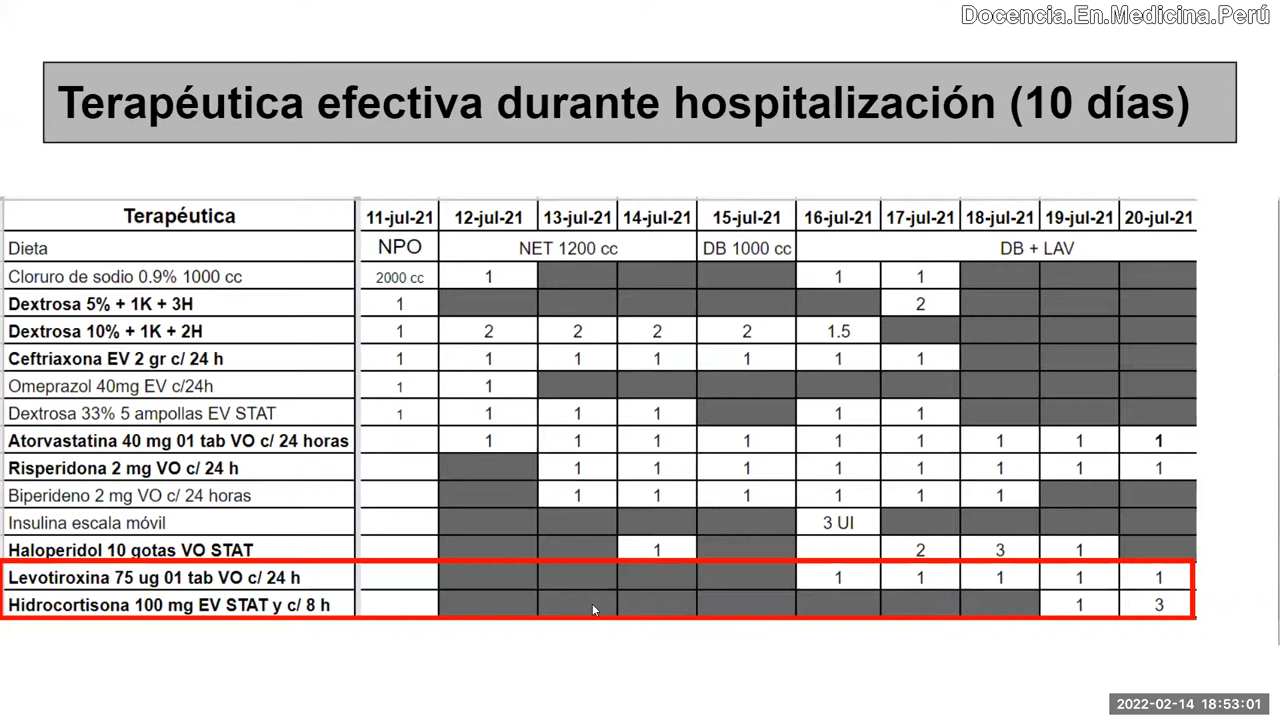 Docencia.En.Medicina.Perú
Terapéutica efectiva durante hospitalización (10 días)
Terapéutica 11-jul-21 12-jul-21 13-jul-21 14-jul-21 15-jul-21 16-jul-21 17-jul-21 18-jul-21 19-jul-21 20-jul-21
Dieta NPO NET 1200 cc DB 1000 cc DB + LAV
Cloruro de sodio 0.9% 1000 cc 2000 cc 1 1 1
Dextrosa 5% + 1K + 3H 1 2
Dextrosa 10% + 1K + 2H 1 2 2 2 2 1.5
Ceftriaxona EV 2 gr c/ 24 h 1 1 1 1 1 1 1
Omeprazol 40mg EV c/24h 1 1
Dextrosa 33% 5 ampollas EV STAT 1 1 1 1 1 1
Atorvastatina 40 mg 01 tab VO c/ 24 horas 1 1 1 1 1 1 1 1 1
Risperidona 2 mg VO c/ 24 h 1 1 1 1 1 1 1 1
Biperideno 2 mg VO c/ 24 horas 1 1 1 1 1 1
Insulina escala móvil 3 UI
Haloperidol 10 gotas VO STAT 1 2 3 1
Levotiroxina 75 ug 01 tab VO c/ 24 h 1 1 1 1 1
Hidrocortisona 100 mg EV STAT y c/ 8 h 1 3
2022-02-14 18:53:01